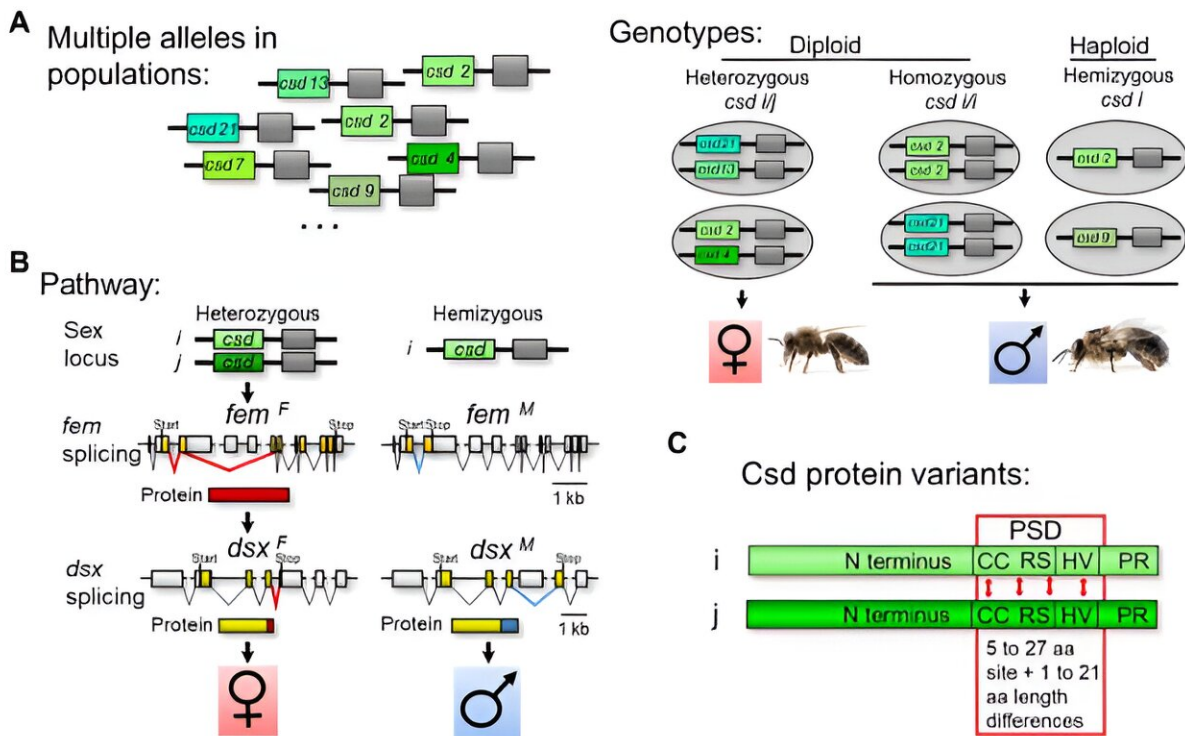 A
Multiple alleles in
populations:
csd 13
csd 2
csd 21
csd 2
csd 7
csd 4
csd 9
...
Genotypes:
Diploid
Haploid
Heterozygous
Homozygous
Hemizygous
csd i/j
csd i/i
csd i
csd 2
csd 2
csd 2
csd 2
csd21
csd21
csd 9
♀
♂
B
Pathway:
Sex
locus
Heterozygous
Hemizygous
i
csd
j
csd
i
csd
fem
splicing
fem F
Start
Stop
fem M
Start
Stop
Protein
1 kb
dsx
splicing
dsx F
Start
Stop
dsx M
Start
Stop
Protein
Protein
1 kb
♀
♂
C
Csd protein variants:
PSD
i
N terminus
CC
RS
HV
PR
j
N terminus
CC
RS
HV
PR
5 to 27 aa
site + 1 to 21
aa length
differences